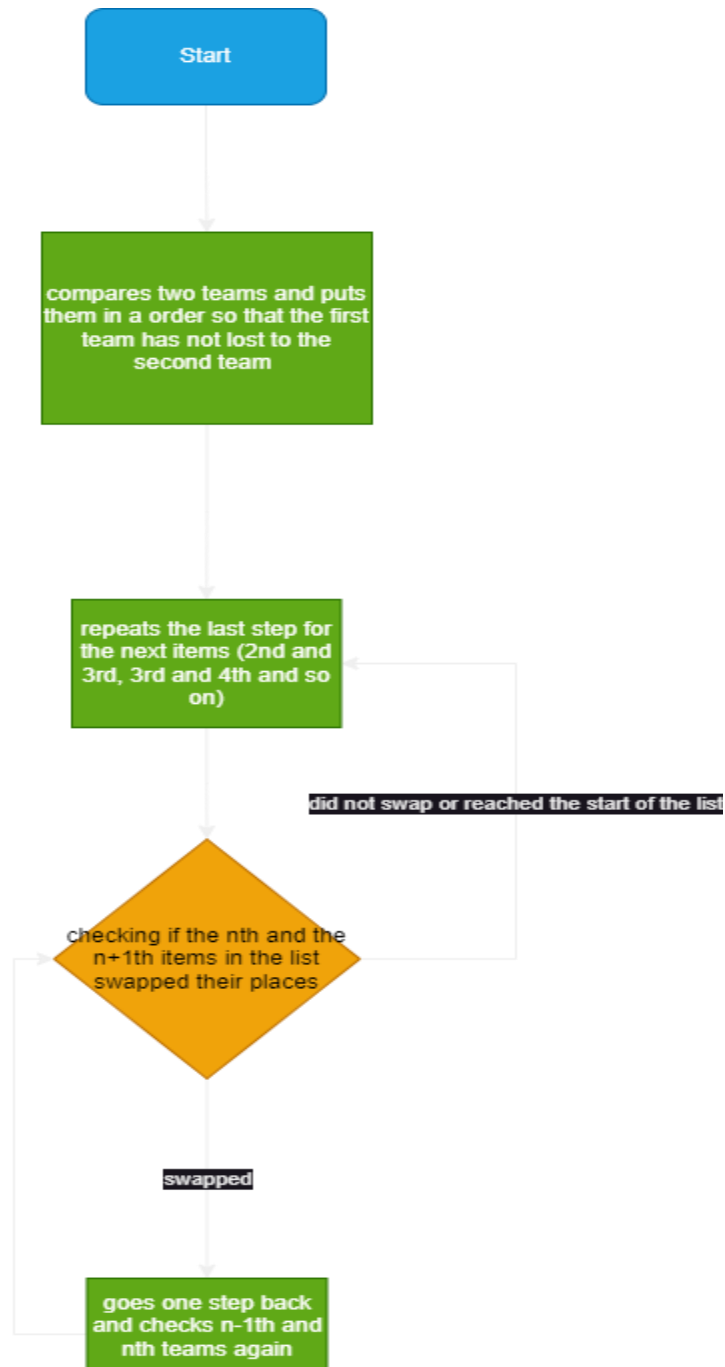 Start
compares two teams and puts
them in a order so that the first
team has not lost to the
second team
repeats the last step for
the next items (2nd and
3rd, 3rd and 4th and so
on)
did not swap or reached the start of the list
checking if the nth and the
n+1th items in the list
swapped their places
swapped
goes one step back
and checks n-1th and
nth teams again